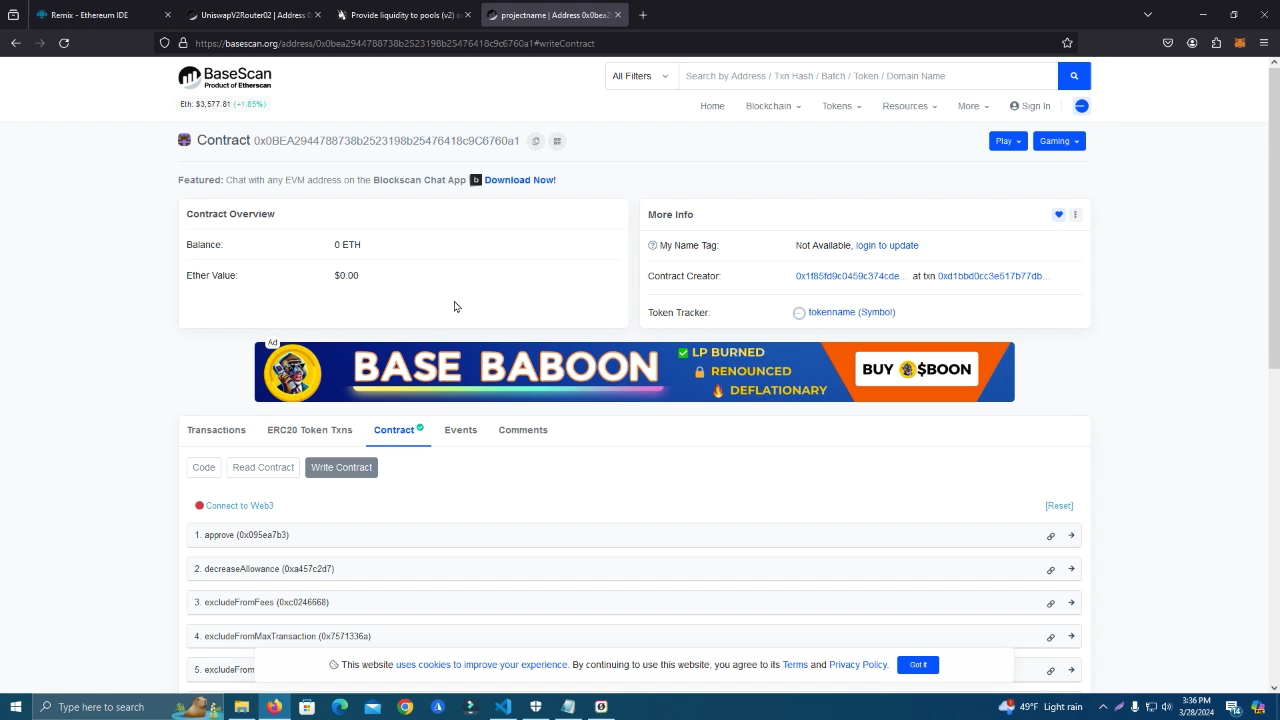 Remix - Ethereum IDE
UniswapV2Router02 | Address 0
Provide liquidity to pools (v2) o
projectname | Address 0x0bea2
https://basescan.org/address/0x0bea2944788738b2523198b25476418c9c6760a1#writeContract
BaseScan
Product of Etherscan
All Filters
Search by Address / Txn Hash / Batch / Token / Domain Name
Eth: $3,577.81 (+1.85%)
Home
Blockchain
Tokens
Resources
More
Sign In
Contract 0x0BEA2944788738b2523198b25476418c9C6760a1
Play
Gaming
Featured: Chat with any EVM address on the Blockscan Chat App Download Now!
Contract Overview
Balance: 0 ETH
Ether Value: $0.00
More Info
My Name Tag: Not Available, login to update
Contract Creator: 0x1f85fd9c0459c374cde... at txn 0xd1bbd0cc3e517b77db...
Token Tracker: tokenname (Symbol)
Ad
BASE BABOON
LP BURNED
RENOUNCED
DEFLATIONARY
BUY $BOON
Transactions
ERC20 Token Txns
Contract
Events
Comments
Code
Read Contract
Write Contract
Connect to Web3
[Reset]
1. approve (0x095ea7b3)
2. decreaseAllowance (0xa457c2d7)
3. excludeFromFees (0xc0246668)
4. excludeFromMaxTransaction (0x7571336a)
5. excludeFrom
This website uses cookies to improve your experience. By continuing to use this website, you agree to its Terms and Privacy Policy.
Got It
Type here to search
49°F Light rain
3:36 PM
3/28/2024